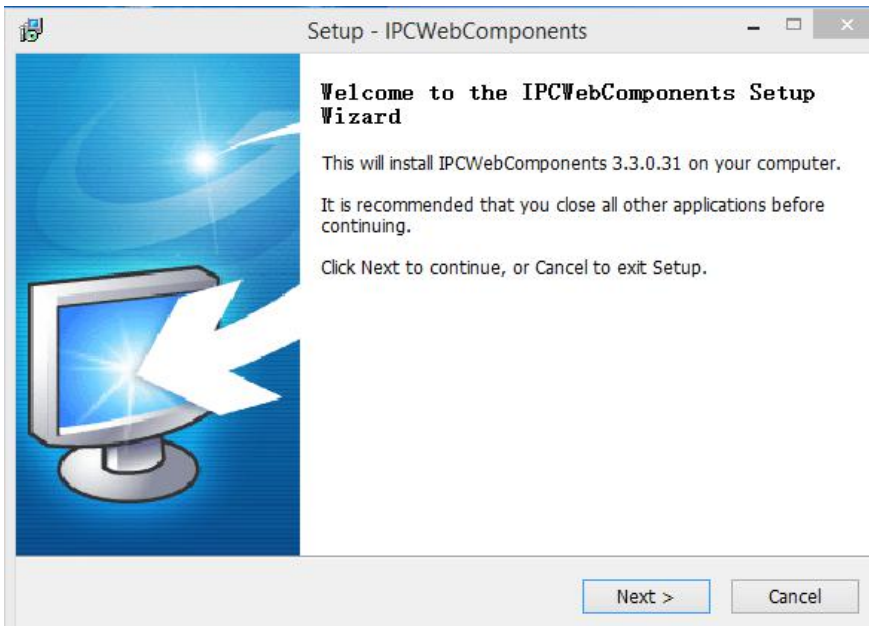 Setup - IPCWebComponents
Welcome to the IPCWebComponents Setup
Wizard
This will install IPCWebComponents 3.3.0.31 on your computer.
It is recommended that you close all other applications before
continuing.
Click Next to continue, or Cancel to exit Setup.
Next >
Cancel